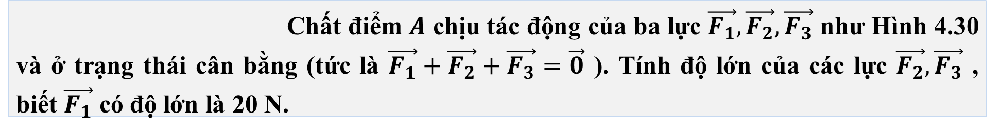 Chất điểm A chịu tác động của ba lực $\overrightarrow{F_1}, \overrightarrow{F_2}, \overrightarrow{F_3}$ như Hình 4.30
và ở trạng thái cân bằng (tức là $\overrightarrow{F_1} + \overrightarrow{F_2} + \overrightarrow{F_3} = \vec{0}$ ). Tính độ lớn của các lực $\overrightarrow{F_2}, \overrightarrow{F_3}$ ,
biết $\overrightarrow{F_1}$ có độ lớn là 20 N.